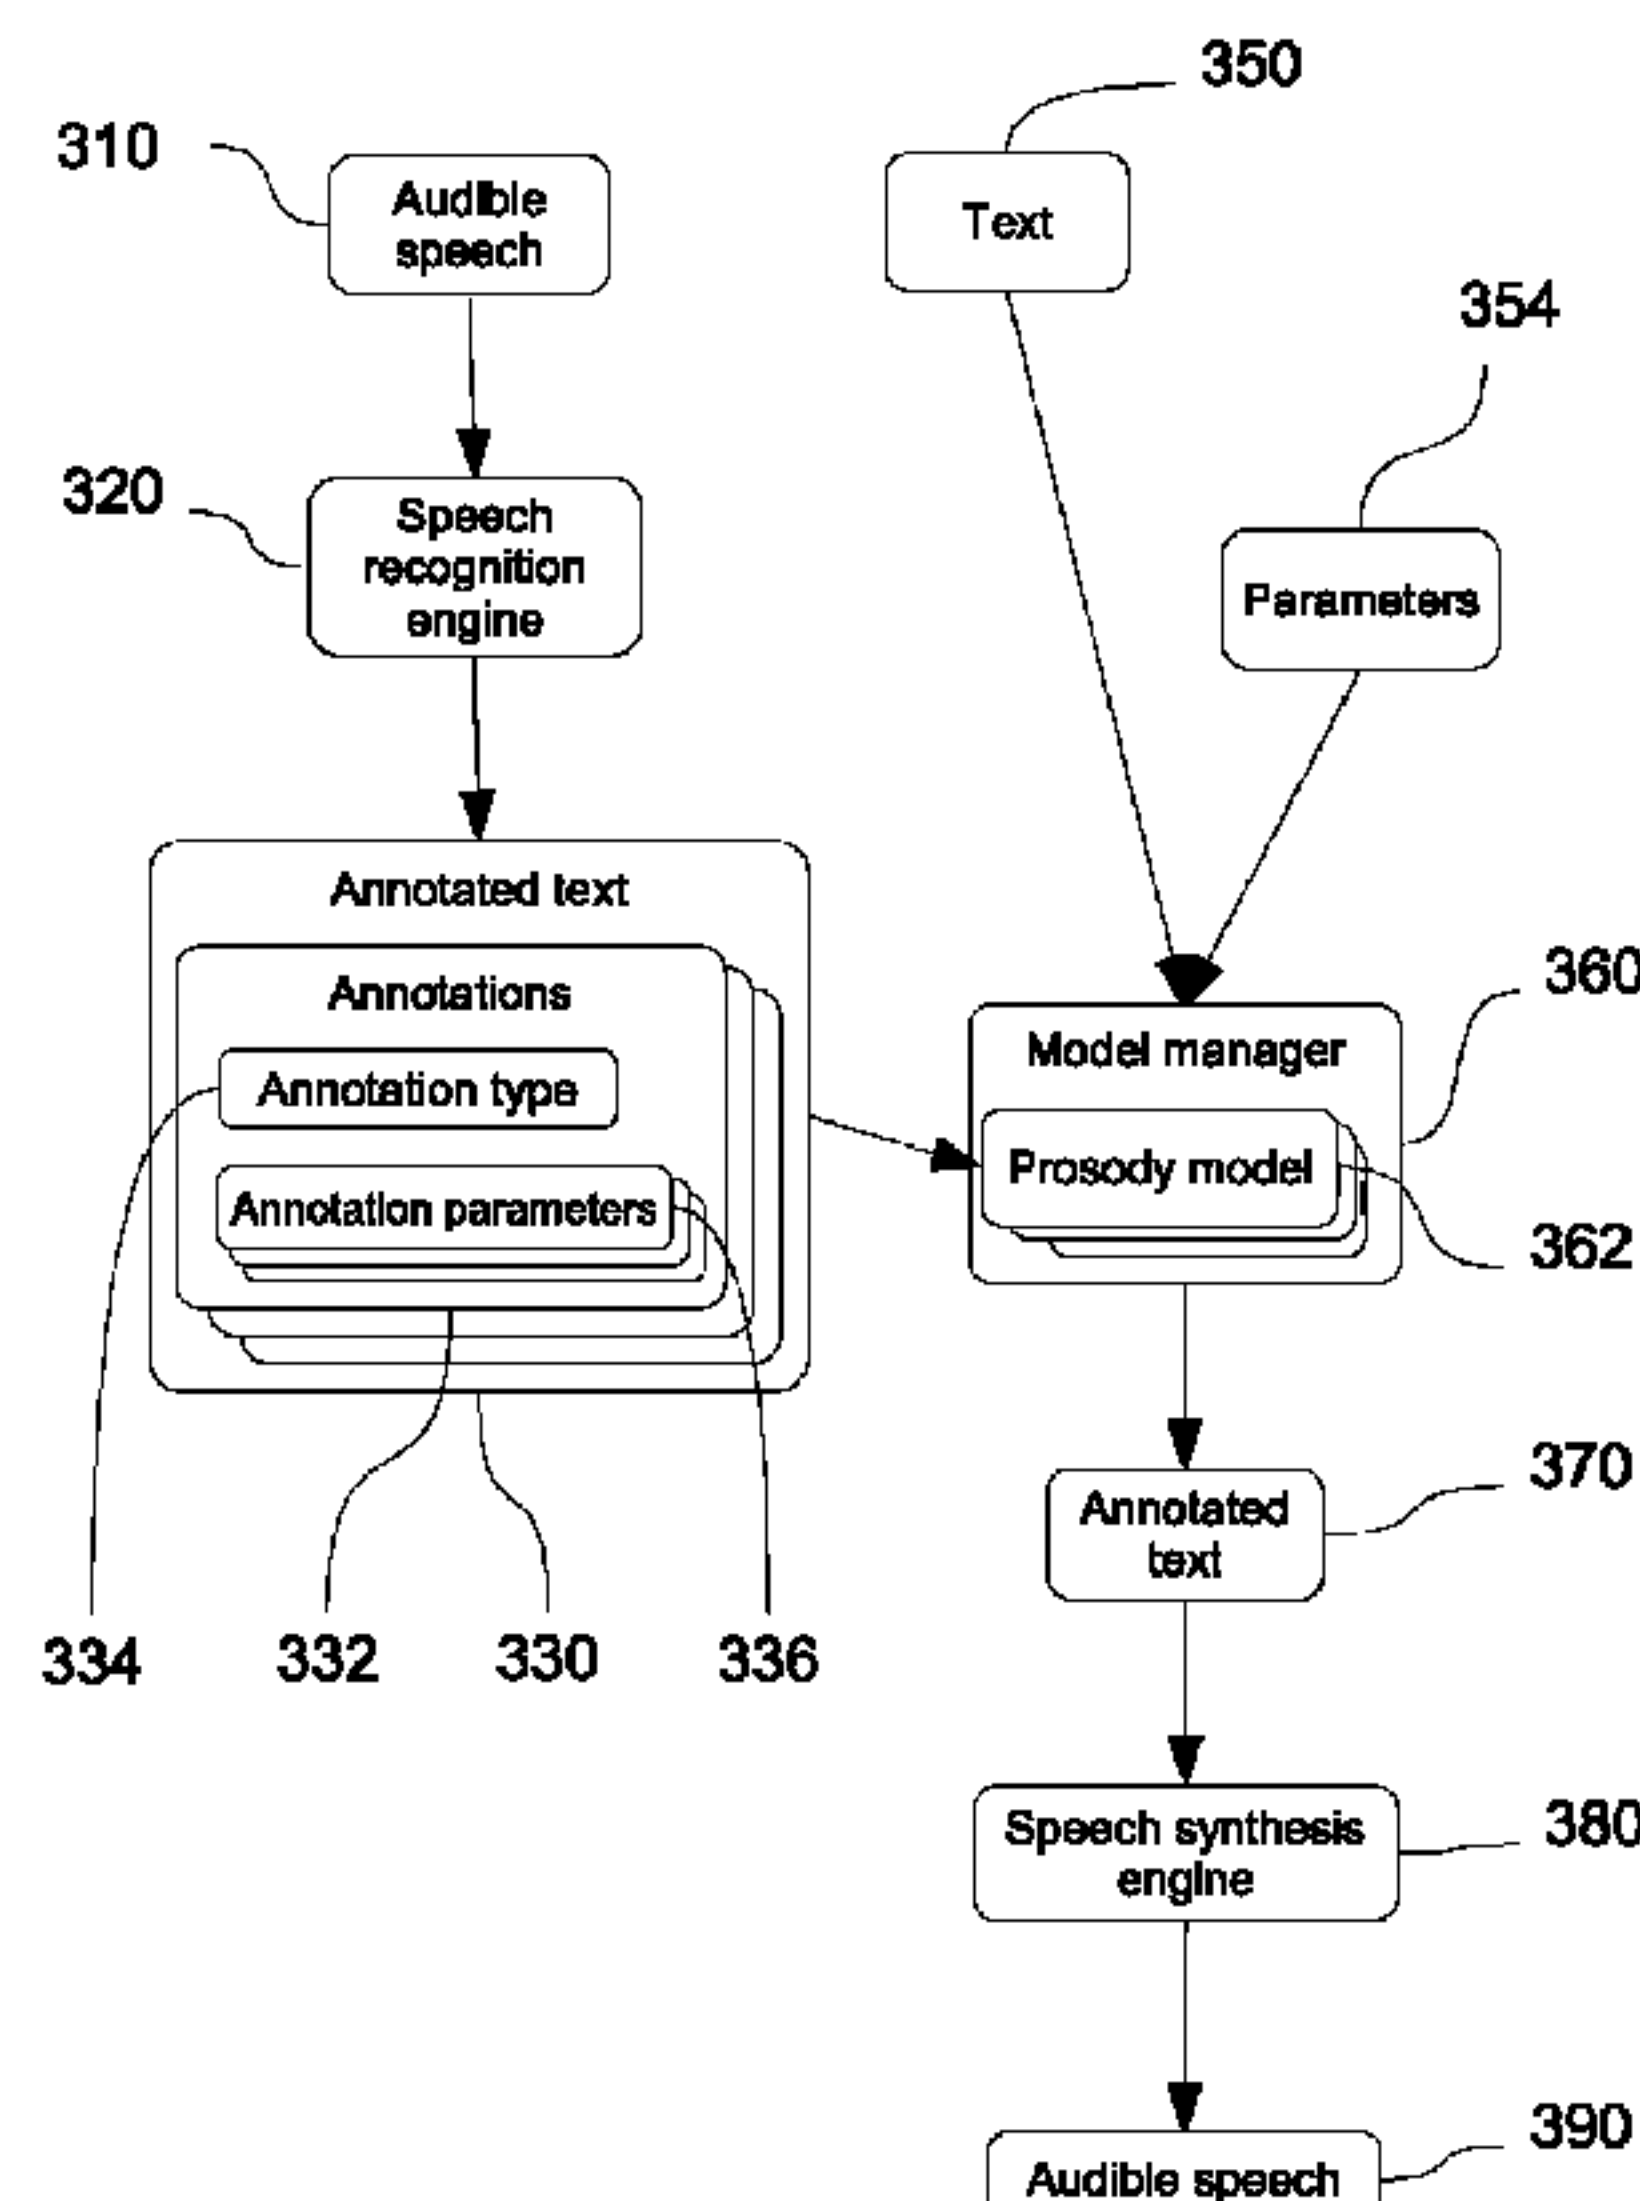 350
310
Audible
speech
Text
354
320
Speech
recognition
engine
Parameters
Annotated text
360
Annotations
Model manager
Annotation type
Prosody model
Annotation parameters
362
370
Annotated
text
334
332
330
336
380
Speech synthesis
engine
390
Audible speech